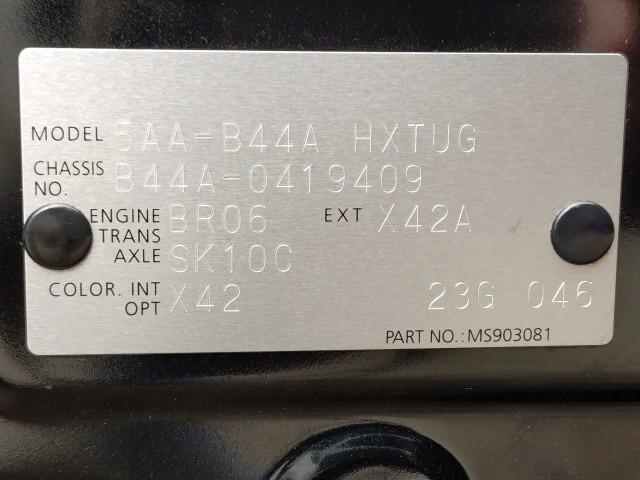 MODEL 5AA-B44A HXTUG
CHASSIS NO. B44A-0419409
ENGINE BR06 EXT X42A
TRANS AXLE SK10C
COLOR. INT X42 23G 046
OPT
PART NO.:MS903081